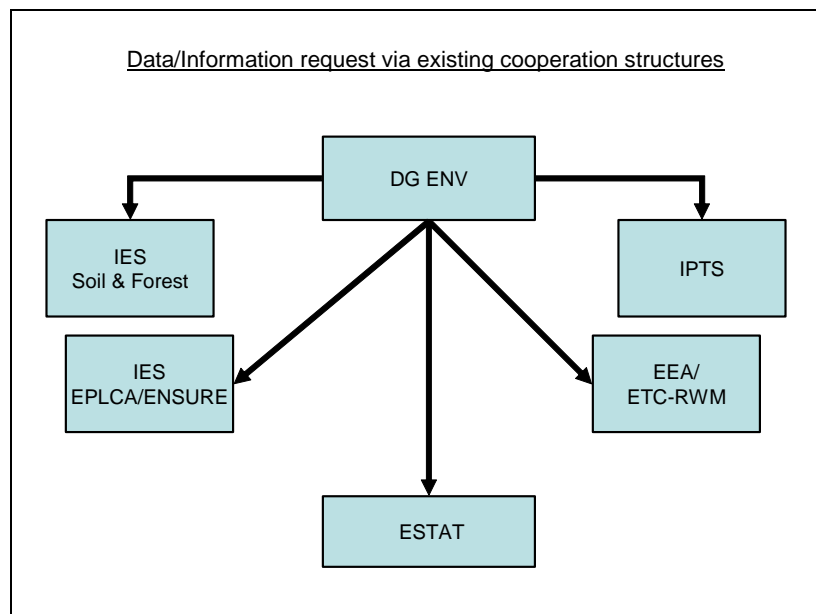 Data/Information request via existing cooperation structures
DG ENV
IES
Soil & Forest
IPTS
IES
EPLCA/ENSURE
EEA/
ETC-RWM
ESTAT